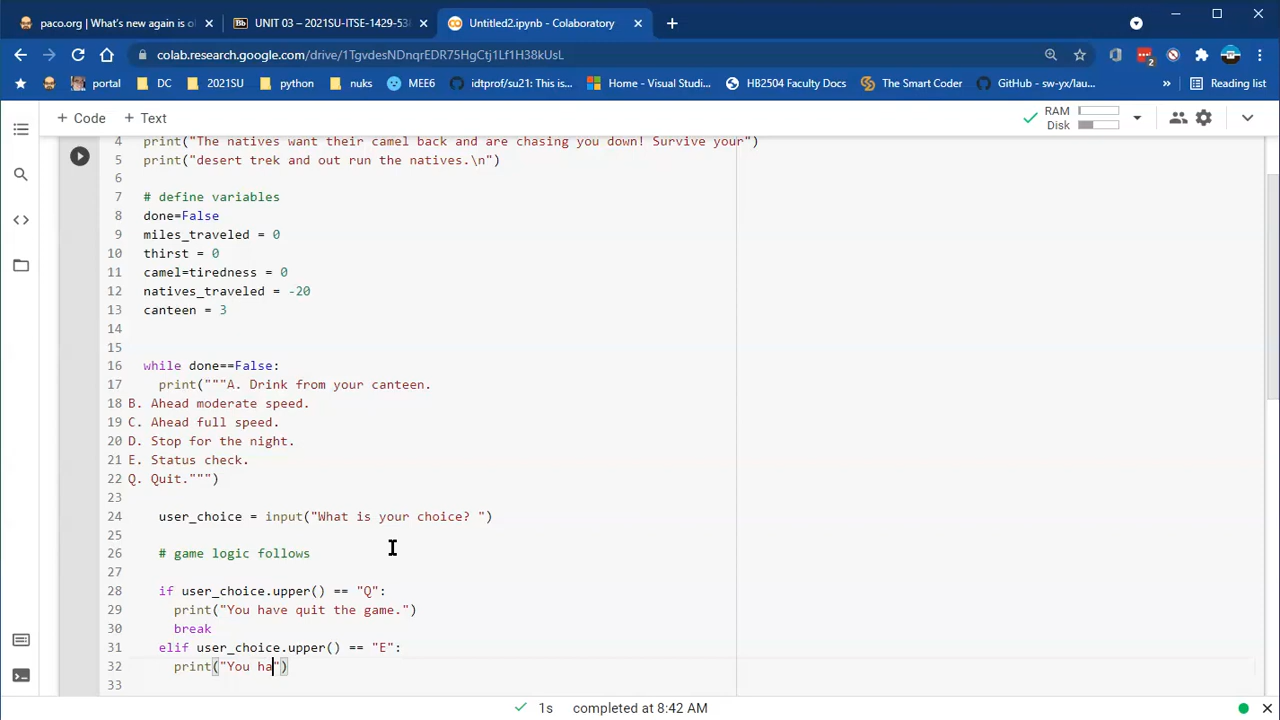 paco.org | What's new again is ol
UNIT 03 – 2021SU-ITSE-1429-53
Untitled2.ipynb - Colaboratory
colab.research.google.com/drive/1TgvdesNDnqrEDR75HgCtj1Lf1H38kUsL
portal DC 2021SU python nuks MEE6 idtprof/su21: This is... Home - Visual Studi... HB2504 Faculty Docs The Smart Coder GitHub - sw-yx/lau... » Reading list
+ Code + Text
RAM
Disk
4 print("The natives want their camel back and are chasing you down! Survive your")
5 print("desert trek and out run the natives.\n")
6
7 # define variables
8 done=False
9 miles_traveled = 0
10 thirst = 0
11 camel=tiredness = 0
12 natives_traveled = -20
13 canteen = 3
14
15
16 while done==False:
17 print("""A. Drink from your canteen.
18 B. Ahead moderate speed.
19 C. Ahead full speed.
20 D. Stop for the night.
21 E. Status check.
22 Q. Quit.""")
23
24 user_choice = input("What is your choice? ")
25
26 # game logic follows
27
28 if user_choice.upper() == "Q":
29 print("You have quit the game.")
30 break
31 elif user_choice.upper() == "E":
32 print("You ha")
33
1s completed at 8:42 AM